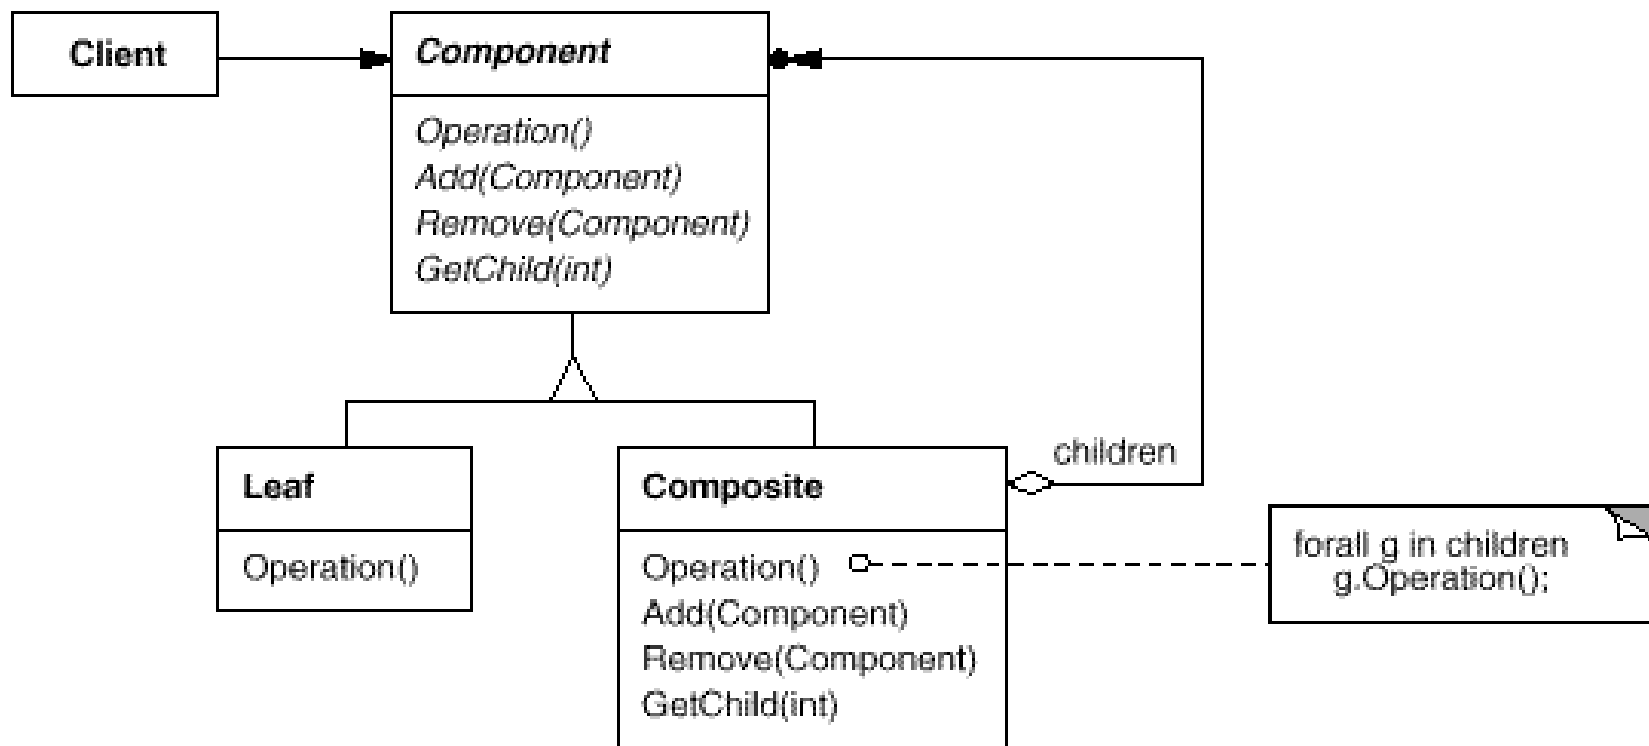 Client
Component
Operation()
Add(Component)
Remove(Component)
GetChild(int)
Leaf
Operation()
Composite
Operation()
Add(Component)
Remove(Component)
GetChild(int)
children
forall g in children
g.Operation();